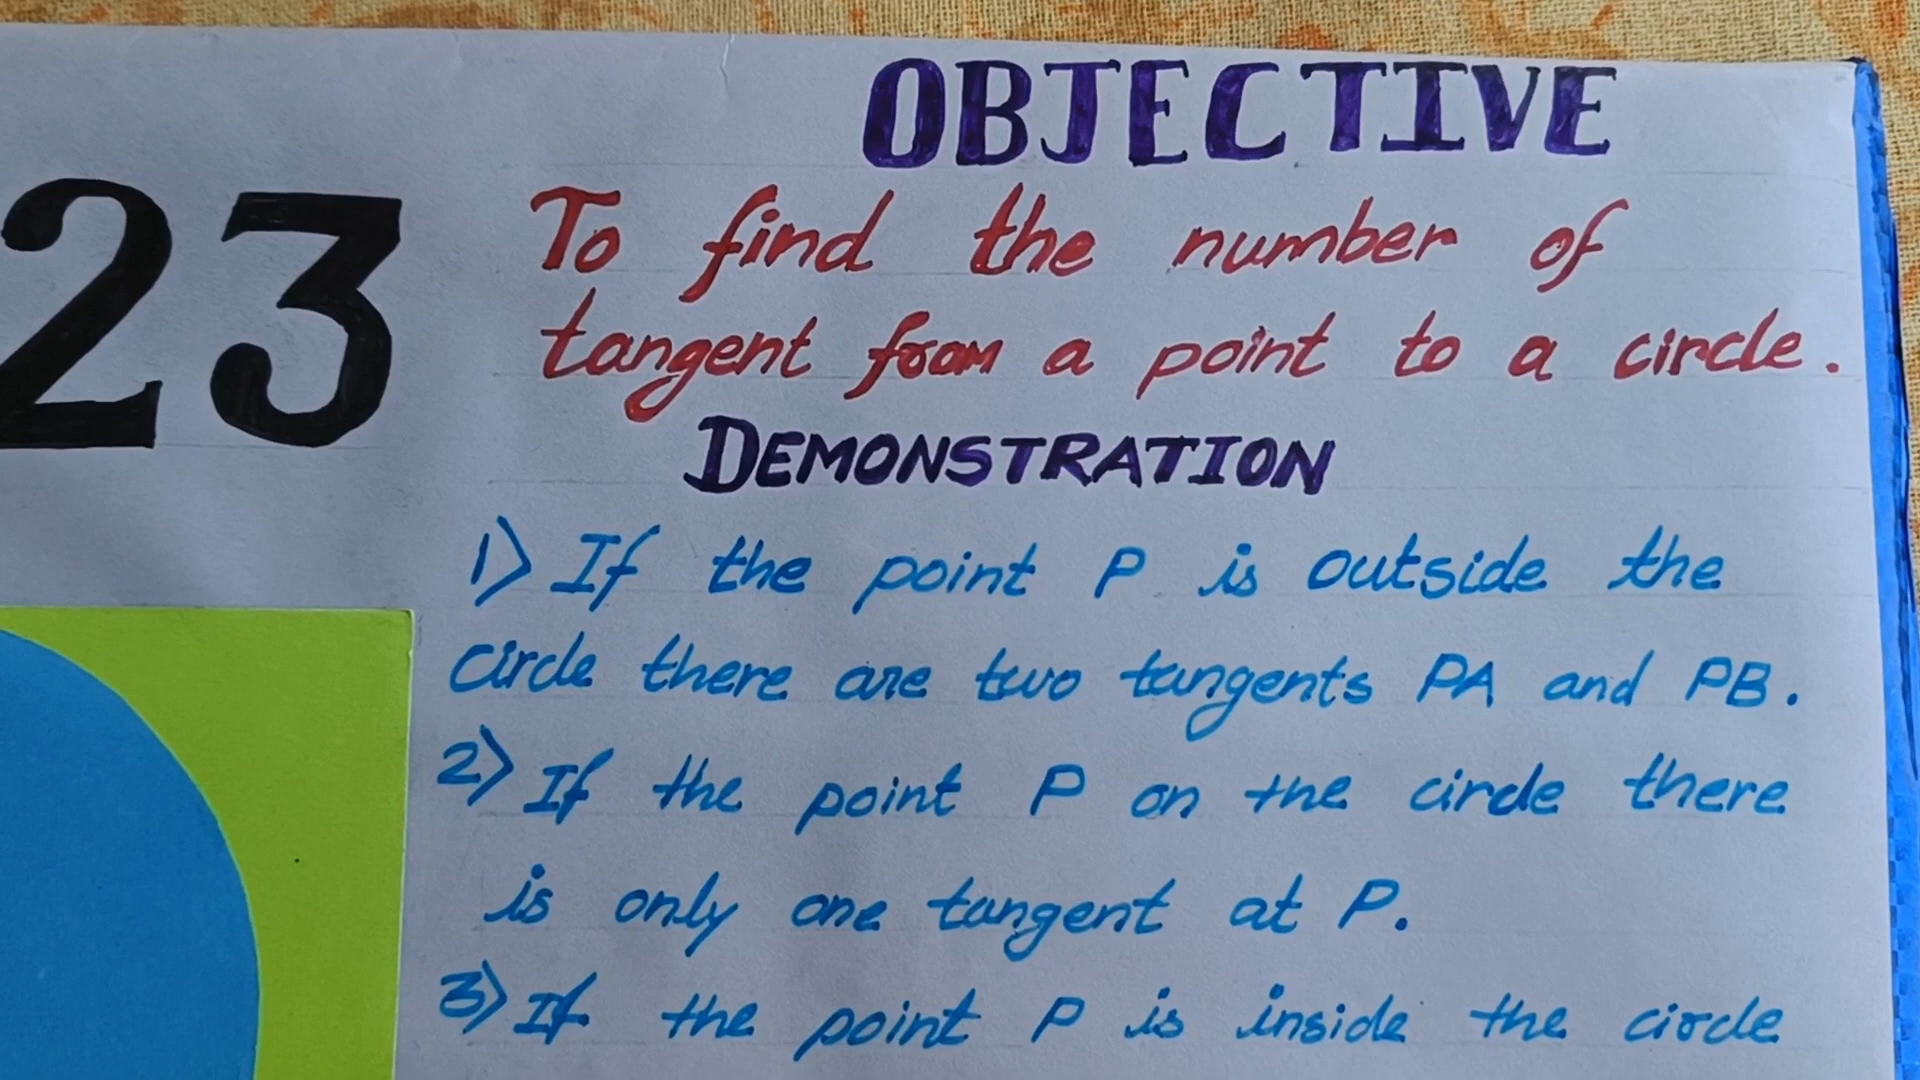 OBJECTIVE
23
To find the number of
tangent from a point to a circle.
DEMONSTRATION
1) If the point P is outside the
circle there are two tangents PA and PB.
2) If the point P on the circle there
is only one tangent at P.
3) If the point P is inside the circle